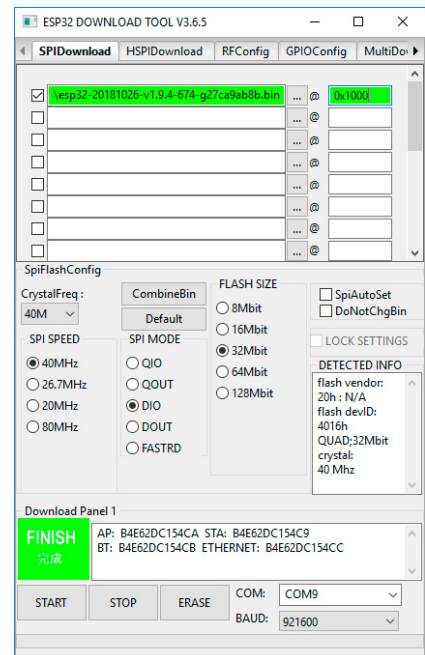 ESP32 DOWNLOAD TOOL V3.6.5
SPIDownload HSPIDownload RFConfig GPIOConfig MultiDo
\esp32-20181026-v1.9.4-674-g27ca9ab8b.bin ... @ 0x1000
... @
... @
... @
... @
... @
... @
... @
SpiFlashConfig
CrystalFreq :
40M
CombineBin
Default
SPI SPEED
40MHz
26.7MHz
20MHz
80MHz
SPI MODE
QIO
QOUT
DIO
DOUT
FASTRD
FLASH SIZE
8Mbit
16Mbit
32Mbit
64Mbit
128Mbit
SpiAutoSet
DoNotChgBin
LOCK SETTINGS
DETECTED INFO
flash vendor:
20h : N/A
flash devID:
4016h
QUAD;32Mbit
crystal:
40 Mhz
Download Panel 1
FINISH
完成
AP: B4E62DC154CA STA: B4E62DC154C9
BT: B4E62DC154CB ETHERNET: B4E62DC154CC
START STOP ERASE
COM: COM9
BAUD: 921600